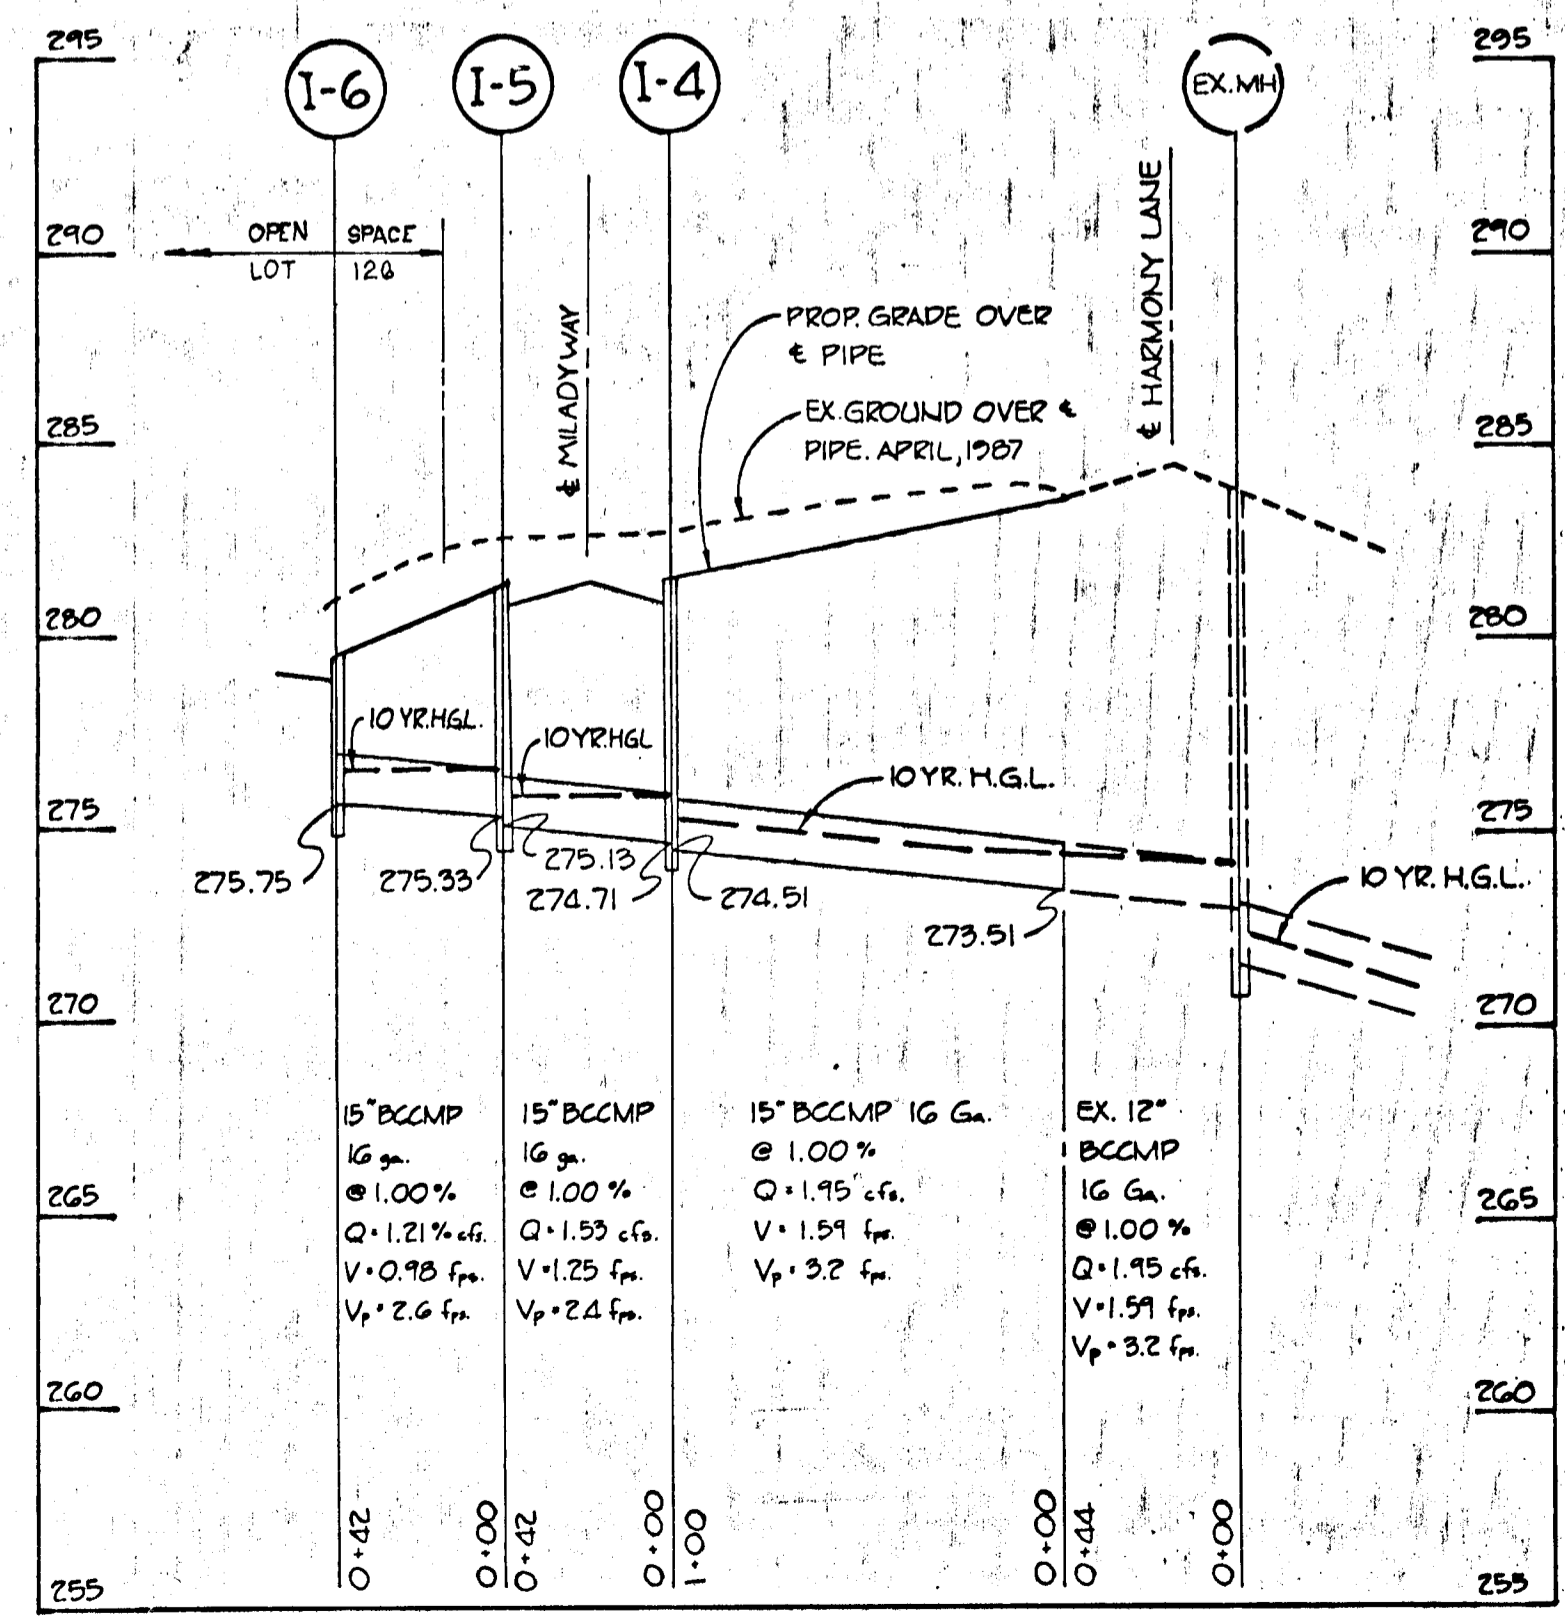 295
295
I-6
I-5
I-4
EX. MH
290
290
OPEN SPACE
LOT 126
℄ MILADY WAY
℄ HARMONY LANE
PROP. GRADE OVER
℄ PIPE
EX. GROUND OVER ℄
PIPE. APRIL, 1987
285
285
280
280
10 YR. HGL.
10 YR. HGL
10 YR. H.G.L.
275
275
275.75
275.33
275.13
274.71
274.51
273.51
10 YR. H.G.L.
270
270
15" BCCMP
16 ga.
@ 1.00 %
Q = 1.21 % cfs.
V = 0.98 fps.
Vp = 2.6 fps.
15" BCCMP
16 ga.
@ 1.00 %
Q = 1.53 cfs.
V = 1.25 fps.
Vp = 2.4 fps.
15" BCCMP 16 Ga.
@ 1.00 %
Q = 1.95 cfs.
V = 1.59 fps.
Vp = 3.2 fps.
EX. 12"
BCCMP
16 Ga.
@ 1.00 %
Q = 1.95 cfs.
V = 1.59 fps.
Vp = 3.2 fps.
265
265
260
260
0+42
0+00
0+42
0+00
1+00
0+00
0+44
0+00
255
255